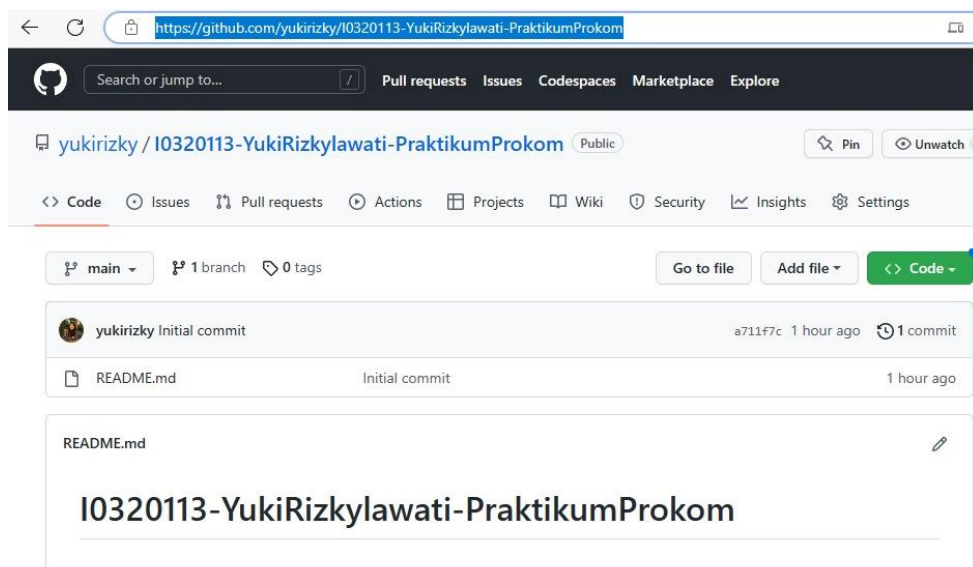 https://github.com/yukirizky/I0320113-YukiRizkylawati-PraktikumProkom
Search or jump to... / Pull requests Issues Codespaces Marketplace Explore
yukirizky / I0320113-YukiRizkylawati-PraktikumProkom Public Pin Unwatch
<> Code Issues Pull requests Actions Projects Wiki Security Insights Settings
main 1 branch 0 tags Go to file Add file <> Code
yukirizky Initial commit a711f7c 1 hour ago 1 commit
README.md Initial commit 1 hour ago
README.md
I0320113-YukiRizkylawati-PraktikumProkom